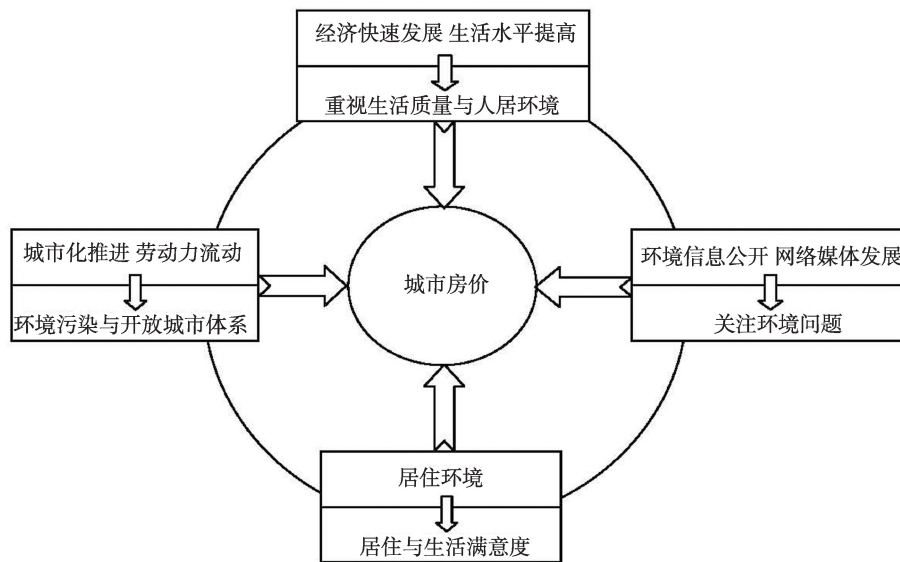 经济快速发展 生活水平提高
重视生活质量与人居环境
城市化推进 劳动力流动
环境污染与开放城市体系
城市房价
环境信息公开 网络媒体发展
关注环境问题
居住环境
居住与生活满意度